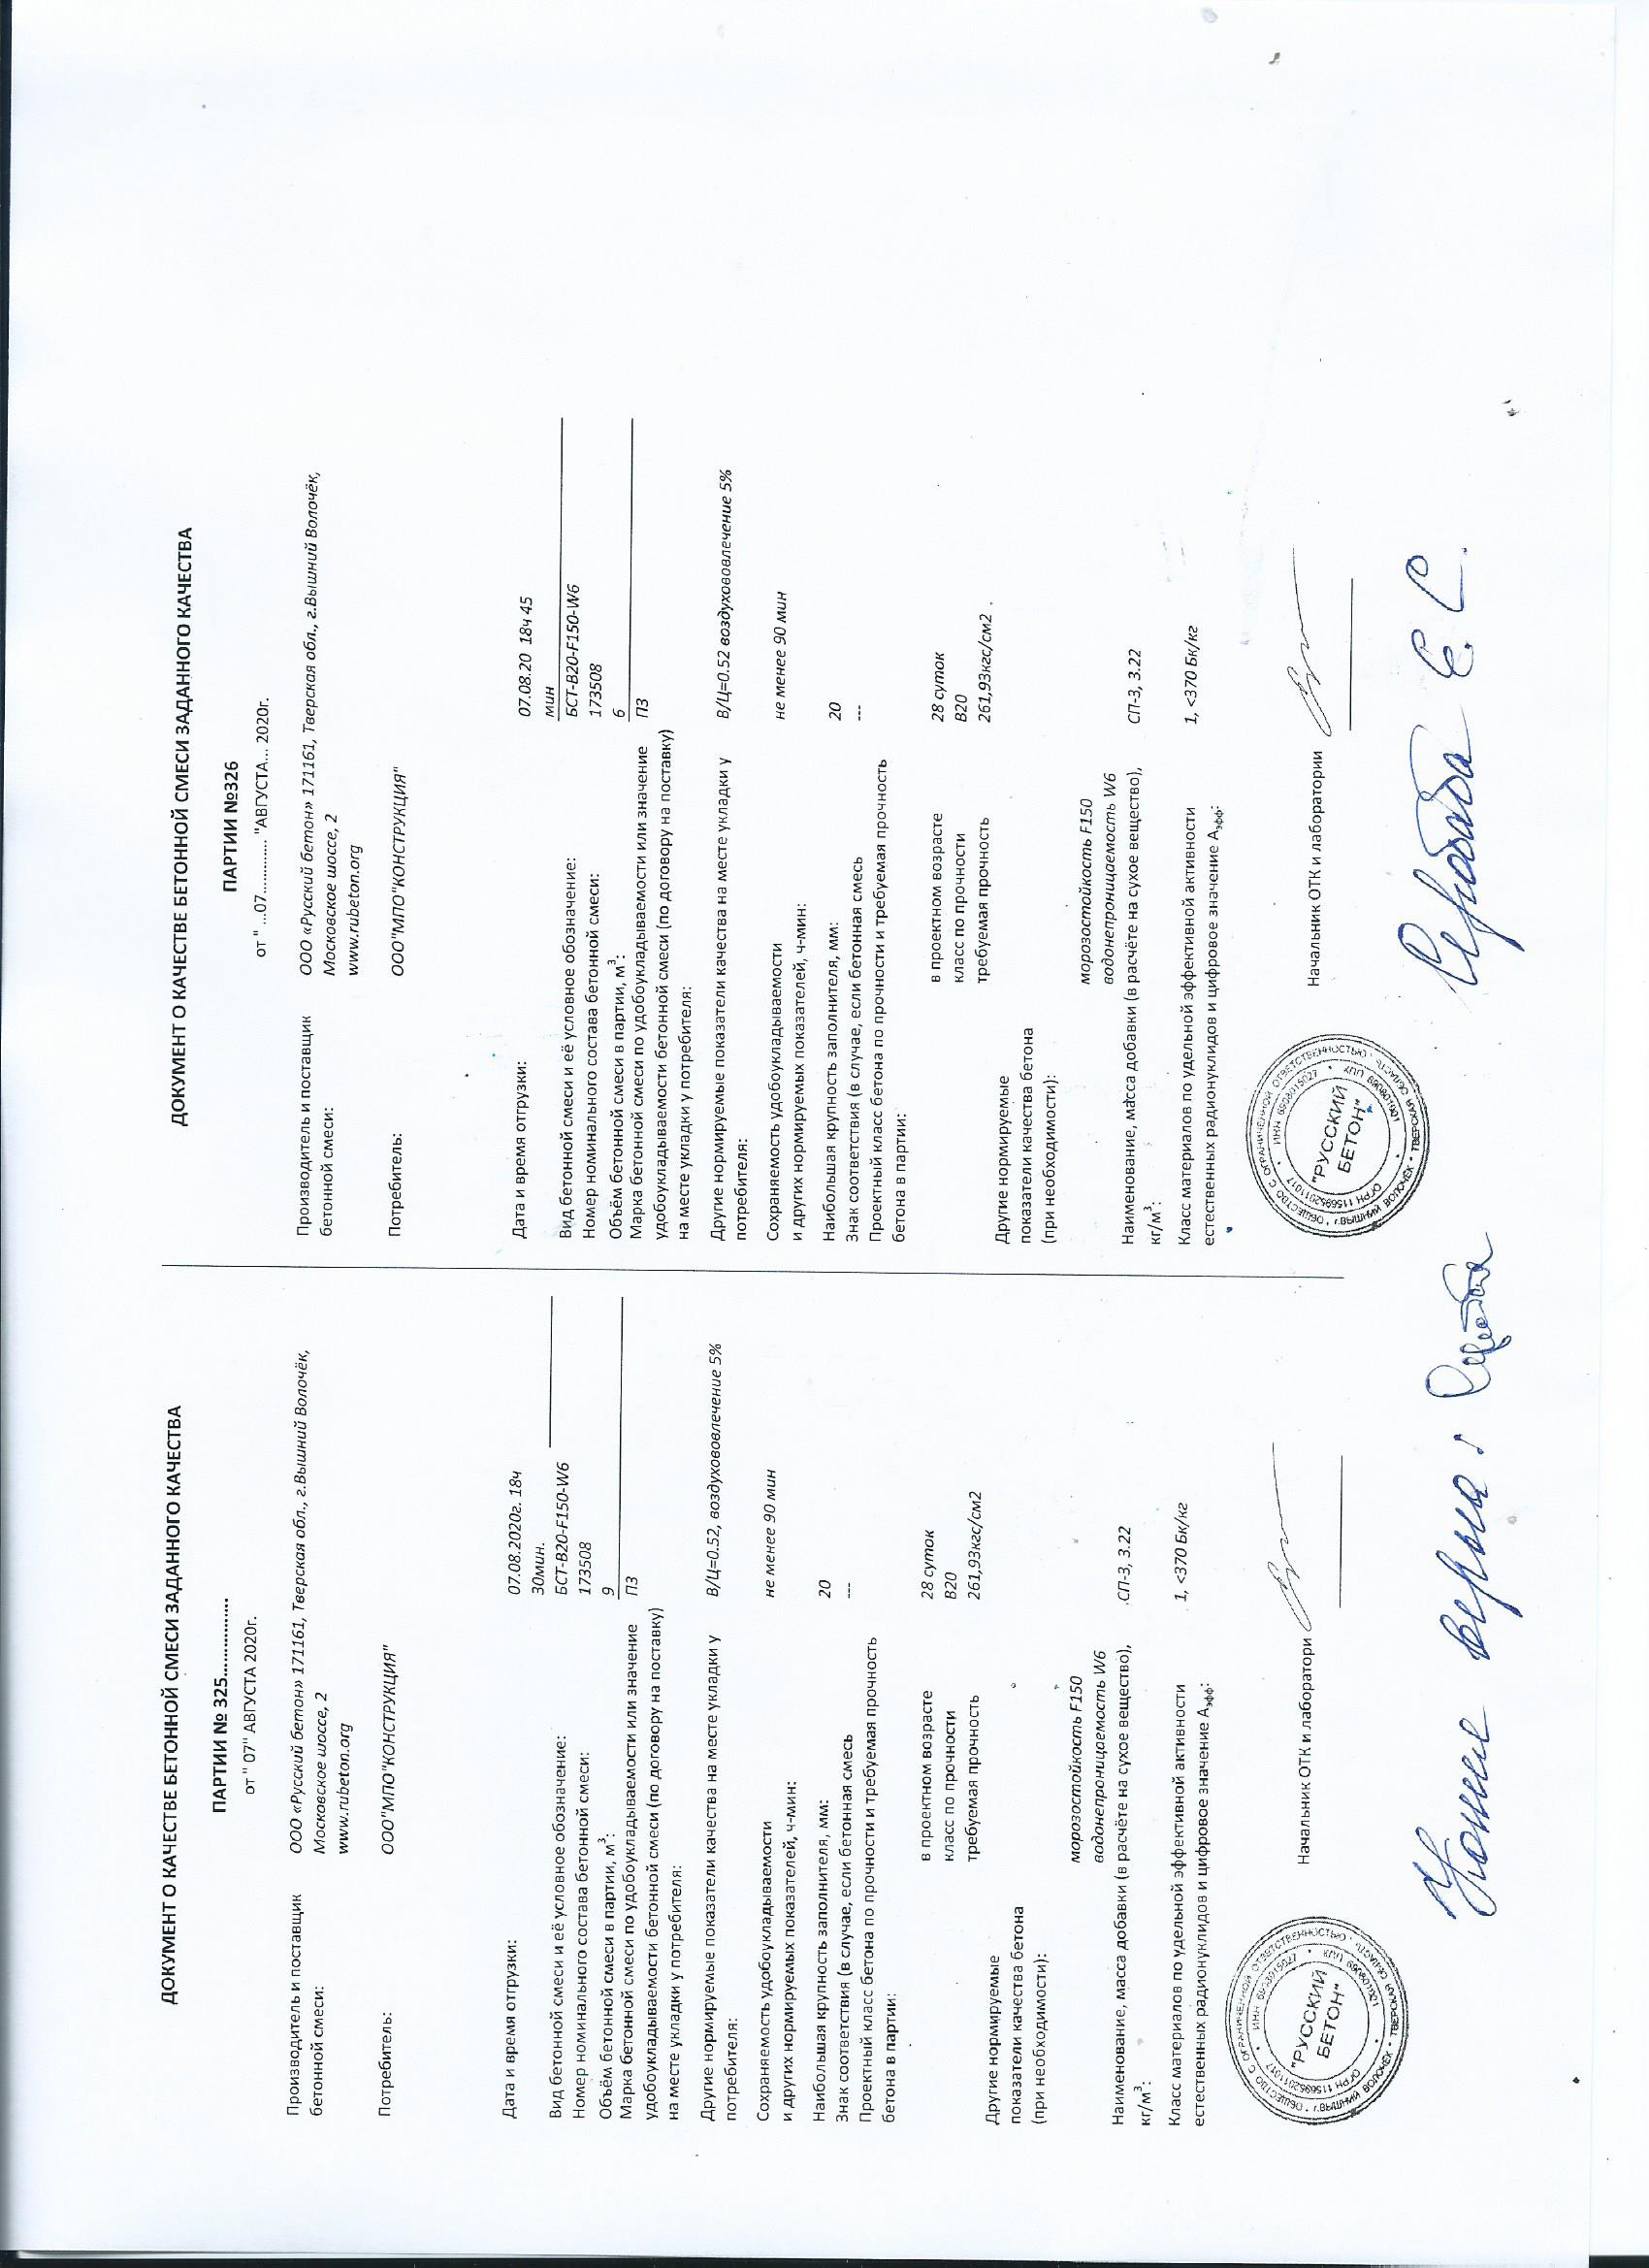 ДОКУМЕНТ О КАЧЕСТВЕ БЕТОННОЙ СМЕСИ ЗАДАННОГО КАЧЕСТВА
ПАРТИИ № 325................
от " 07" АВГУСТА 2020г.
Производитель и поставщик бетонной смеси:
ООО «Русский бетон» 171161, Тверская обл., г.Вышний Волочёк,
Московское шоссе, 2
www.rubeton.org
Потребитель: ООО"МПО"КОНСТРУКЦИЯ"
Дата и время отгрузки: 07.08.2020г. 18ч
30мин.
Вид бетонной смеси и её условное обозначение: БСТ-В20-F150-W6
Номер номинального состава бетонной смеси: 173508
Объём бетонной смеси в партии, м³: 9
Марка бетонной смеси по удобоукладываемости или значение П3
удобоукладываемости бетонной смеси (по договору на поставку)
на месте укладки у потребителя:
Другие нормируемые показатели качества на месте укладки у В/Ц=0.52, воздухововлечение 5%
потребителя:
Сохраняемость удобоукладываемости не менее 90 мин
и других нормируемых показателей, ч-мин:
Наибольшая крупность заполнителя, мм: 20
Знак соответствия (в случае, если бетонная смесь ---
Проектный класс бетона по прочности и требуемая прочность
бетона в партии:
в проектном возрасте 28 суток
класс по прочности В20
требуемая прочность 261,93кгс/см2
Другие нормируемые
показатели качества бетона
(при необходимости):
морозостойкость F150
водонепроницаемость W6
Наименование, масса добавки (в расчёте на сухое вещество), СП-3, 3.22
кг/м³:
Класс материалов по удельной эффективной активности 1, <370 Бк/кг
естественных радионуклидов и цифровое значение Аэфф:
Начальник ОТК и лаборатори
ОБЩЕСТВО С ОГРАНИЧЕННОЙ ОТВЕТСТВЕННОСТЬЮ
ТВЕРСКАЯ ОБЛАСТЬ
ВЫШНИЙ ВОЛОЧЁК
ИНН 6908015027
КПП 690801001
ОГРН 1156952011017
"РУССКИЙ
БЕТОН"
Копия верна:
ДОКУМЕНТ О КАЧЕСТВЕ БЕТОННОЙ СМЕСИ ЗАДАННОГО КАЧЕСТВА
ПАРТИИ №326
от " ...07............. "АВГУСТА... 2020г.
Производитель и поставщик бетонной смеси:
ООО «Русский бетон» 171161, Тверская обл., г.Вышний Волочёк,
Московское шоссе, 2
www.rubeton.org
Потребитель: ООО"МПО"КОНСТРУКЦИЯ"
Дата и время отгрузки: 07.08.20 18ч 45
мин
Вид бетонной смеси и её условное обозначение: БСТ-В20-F150-W6
Номер номинального состава бетонной смеси: 173508
Объём бетонной смеси в партии, м³: 6
Марка бетонной смеси по удобоукладываемости или значение П3
удобоукладываемости бетонной смеси (по договору на поставку)
на месте укладки у потребителя:
Другие нормируемые показатели качества на месте укладки у В/Ц=0.52 воздухововлечение 5%
потребителя:
Сохраняемость удобоукладываемости не менее 90 мин
и других нормируемых показателей, ч-мин:
Наибольшая крупность заполнителя, мм: 20
Знак соответствия (в случае, если бетонная смесь ---
Проектный класс бетона по прочности и требуемая прочность
бетона в партии:
в проектном возрасте 28 суток
класс по прочности В20
требуемая прочность 261,93кгс/см2
Другие нормируемые
показатели качества бетона
(при необходимости):
морозостойкость F150
водонепроницаемость W6
Наименование, масса добавки (в расчёте на сухое вещество), СП-3, 3.22
кг/м³:
Класс материалов по удельной эффективной активности 1, <370 Бк/кг
естественных радионуклидов и цифровое значение Аэфф:
Начальник ОТК и лаборатории
ОБЩЕСТВО С ОГРАНИЧЕННОЙ ОТВЕТСТВЕННОСТЬЮ
ТВЕРСКАЯ ОБЛАСТЬ
ВЫШНИЙ ВОЛОЧЁК
ИНН 6908015027
КПП 690801001
ОГРН 1156952011017
"РУССКИЙ
БЕТОН"
Серобаба Е. С.